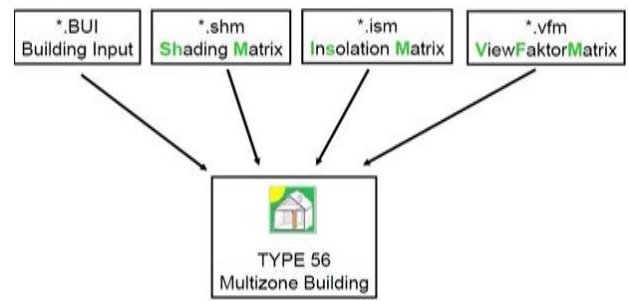 *.BUI
Building Input
*.shm
Shading Matrix
*.ism
Insolation Matrix
*.vfm
ViewFaktorMatrix
TYPE 56
Multizone Building